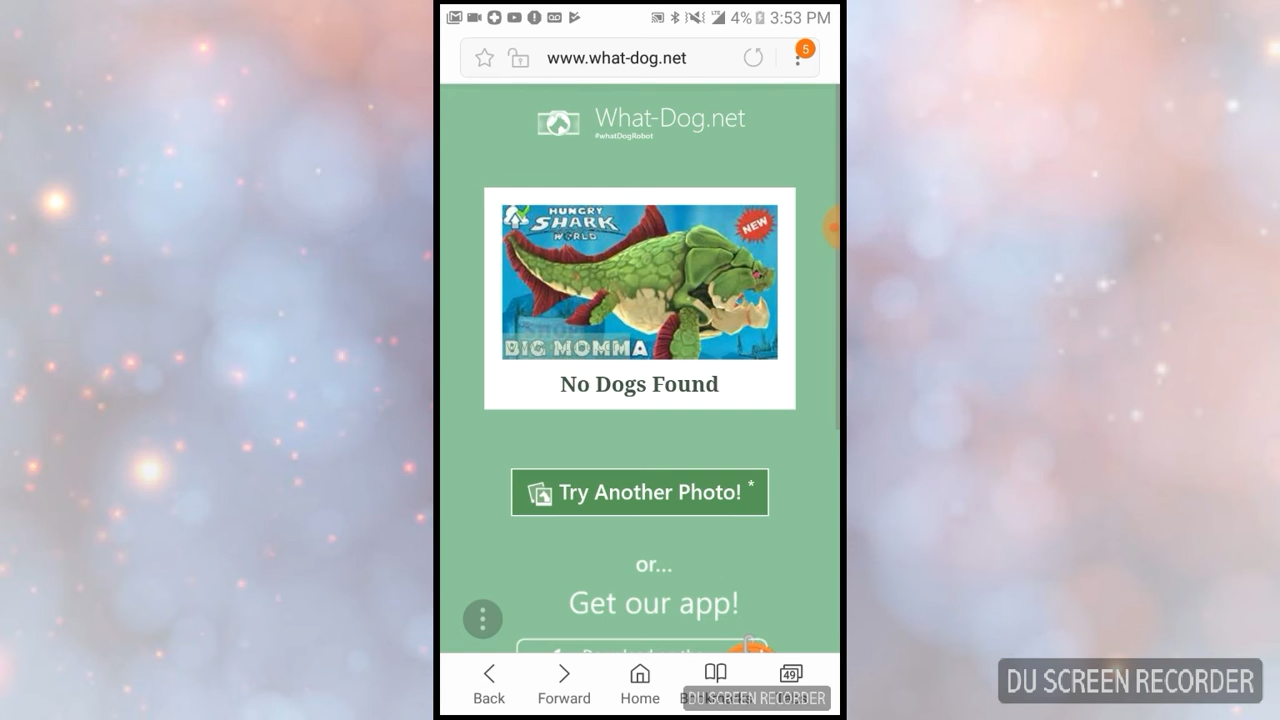 4% 3:53 PM
www.what-dog.net
5
What-Dog.net
#whatDogRobot
HUNGRY
SHARK
WORLD
NEW
BIG MOMMA
No Dogs Found
Try Another Photo! *
or...
Get our app!
49
Back Forward Home
DU SCREEN RECORDER
DU SCREEN RECORDER